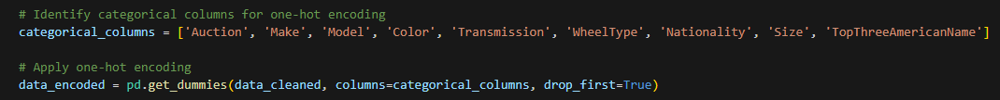 # Identify categorical columns for one-hot encoding
categorical_columns = ['Auction', 'Make', 'Model', 'Color', 'Transmission', 'WheelType', 'Nationality', 'Size', 'TopThreeAmericanName']
# Apply one-hot encoding
data_encoded = pd.get_dummies(data_cleaned, columns=categorical_columns, drop_first=True)